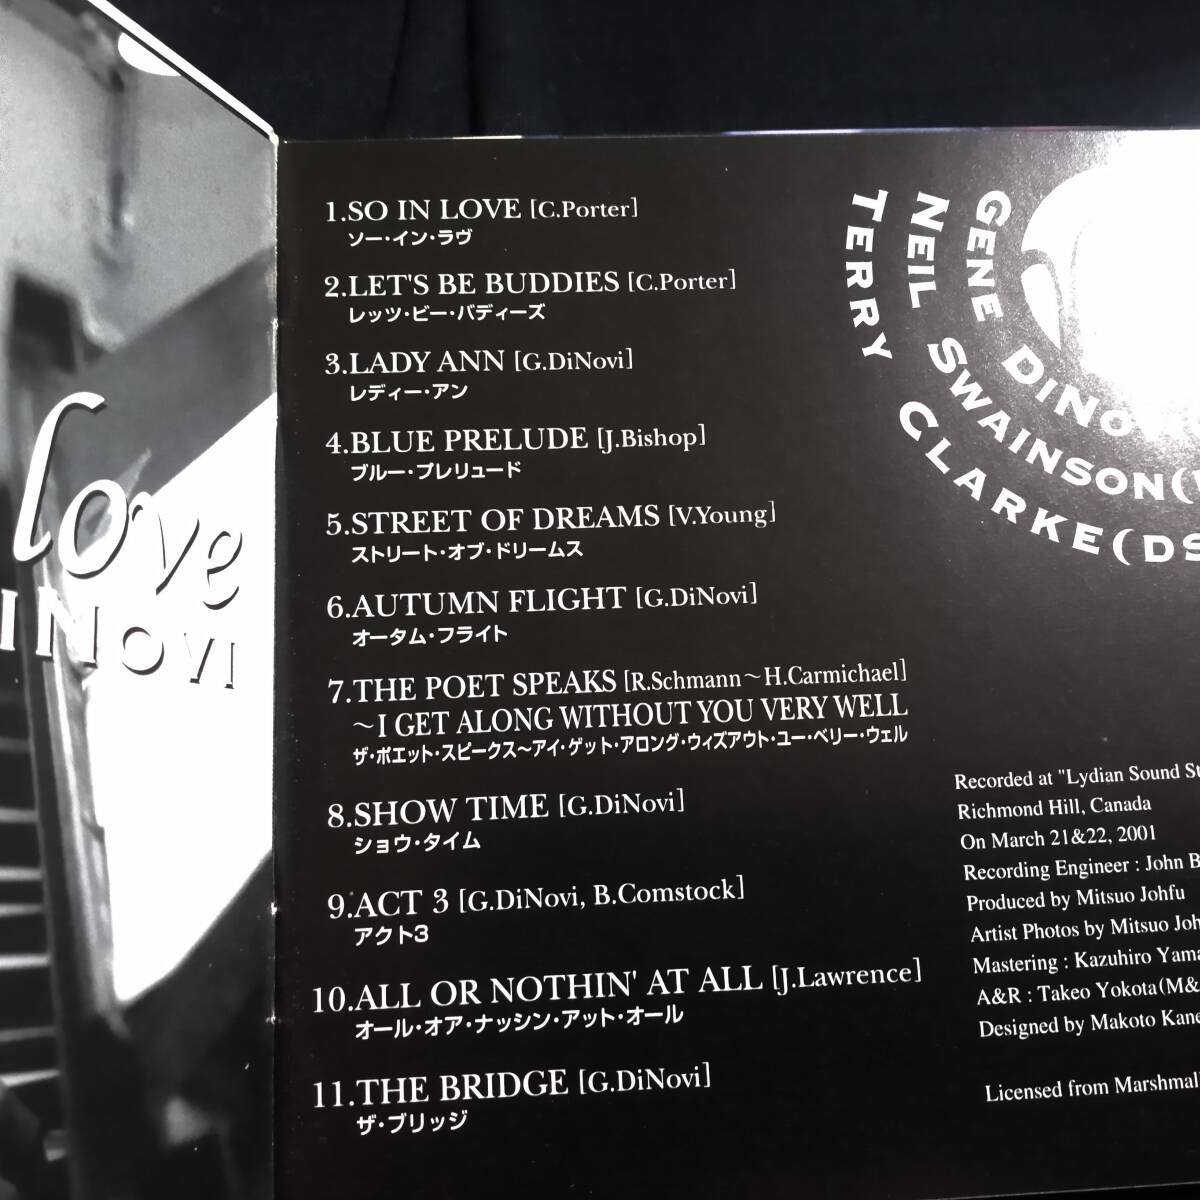 love
iNovi
1.SO IN LOVE [C.Porter]
ソー・イン・ラヴ
2.LET'S BE BUDDIES [C.Porter]
レッツ・ビー・バディーズ
3.LADY ANN [G.DiNovi]
レディー・アン
4.BLUE PRELUDE [J.Bishop]
ブルー・プレリュード
5.STREET OF DREAMS [V.Young]
ストリート・オブ・ドリームス
6.AUTUMN FLIGHT [G.DiNovi]
オータム・フライト
7.THE POET SPEAKS [R.Schmann～H.Carmichael]
～I GET ALONG WITHOUT YOU VERY WELL
ザ・ポエット・スピークス～アイ・ゲット・アロング・ウィズアウト・ユー・ベリー・ウェル
8.SHOW TIME [G.DiNovi]
ショウ・タイム
9.ACT 3 [G.DiNovi, B.Comstock]
アクト3
10.ALL OR NOTHIN' AT ALL [J.Lawrence]
オール・オア・ナッシン・アット・オール
11.THE BRIDGE [G.DiNovi]
ザ・ブリッジ
GENE DINO
NEIL SWAINSON(
TERRY CLARKE(DS
Recorded at "Lydian Sound St
Richmond Hill, Canada
On March 21&22, 2001
Recording Engineer : John B
Produced by Mitsuo Johfu
Artist Photos by Mitsuo Joh
Mastering : Kazuhiro Yama
A&R : Takeo Yokota(M&
Designed by Makoto Kane
Licensed from Marshmal